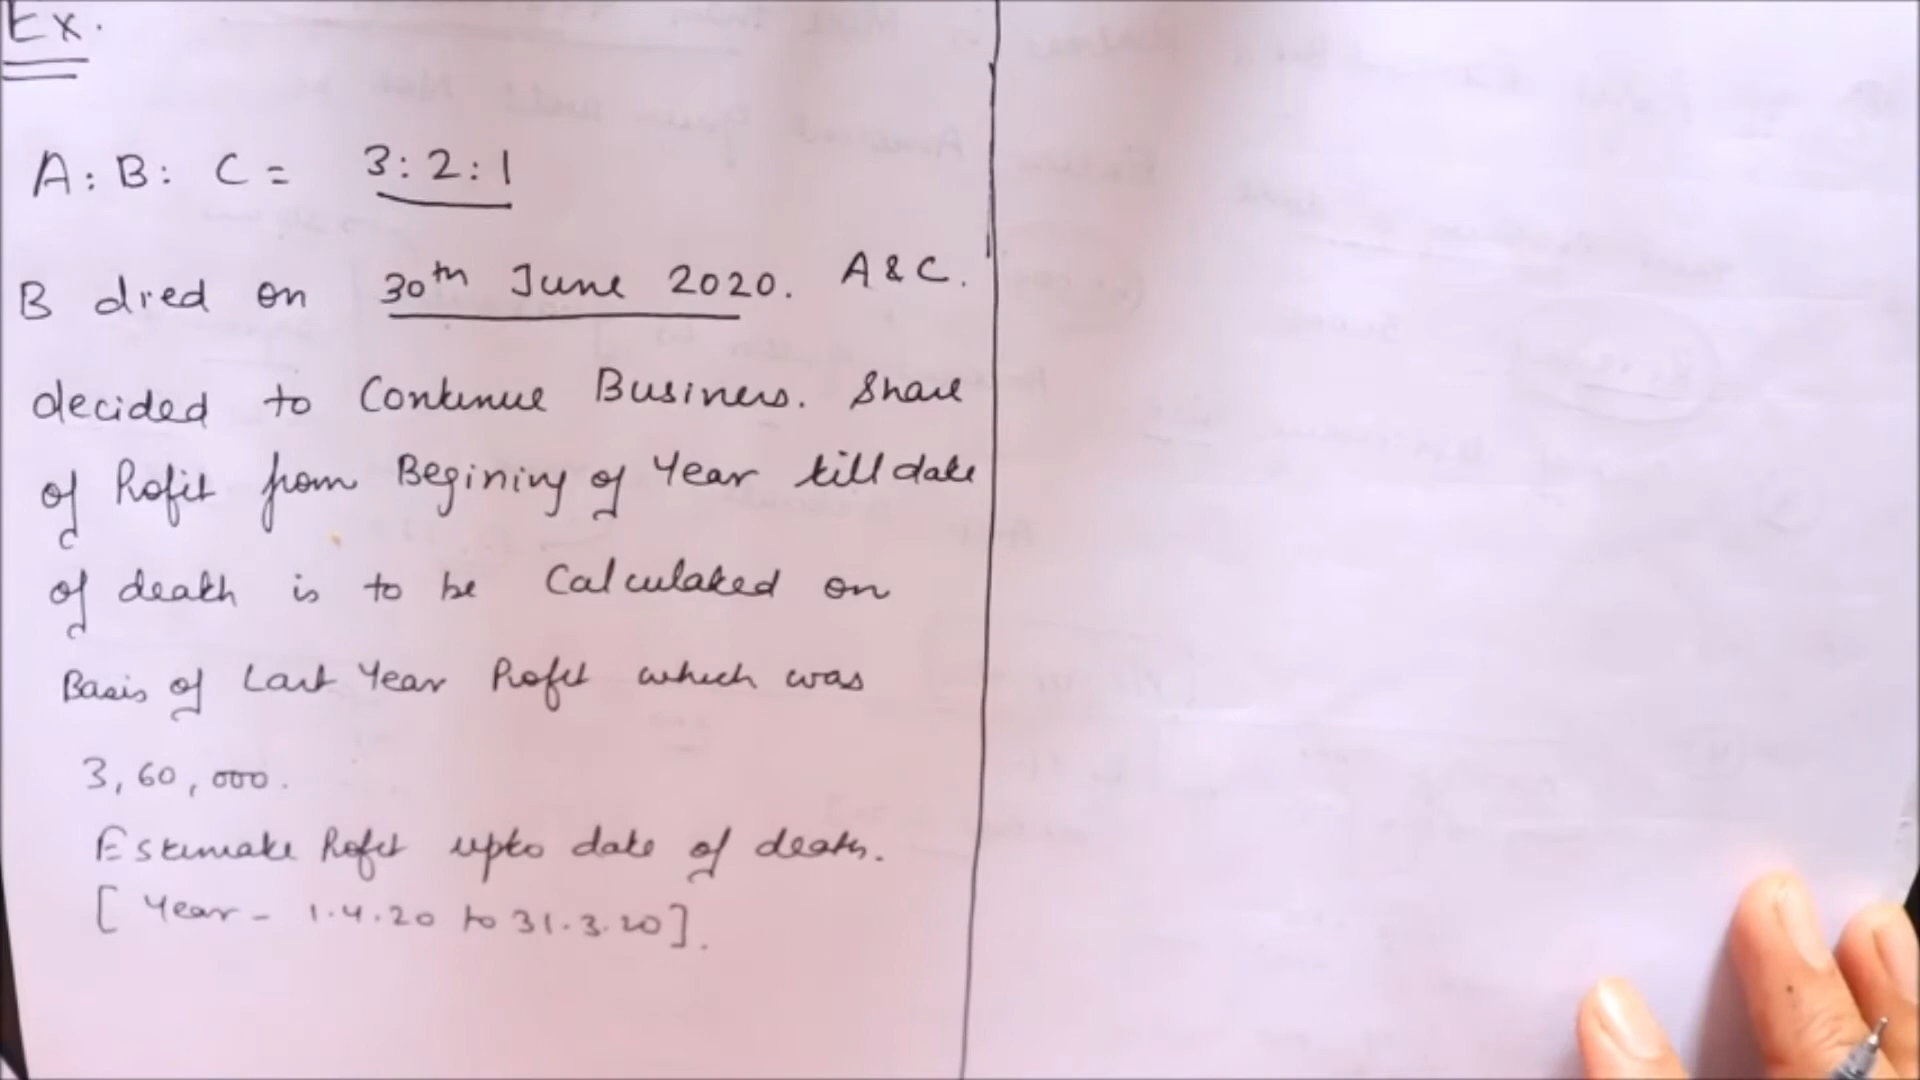 Ex.
A : B : C = 3 : 2 : 1
B died on 30th June 2020. A & C.
decided to Continue Business. Share
of Profit from Begining of Year till date
of death is to be Calculated on
Basis of Last Year Profit which was
3,60,000.
Estimate Profit upto date of death.
[ Year - 1.4.20 to 31.3.20].